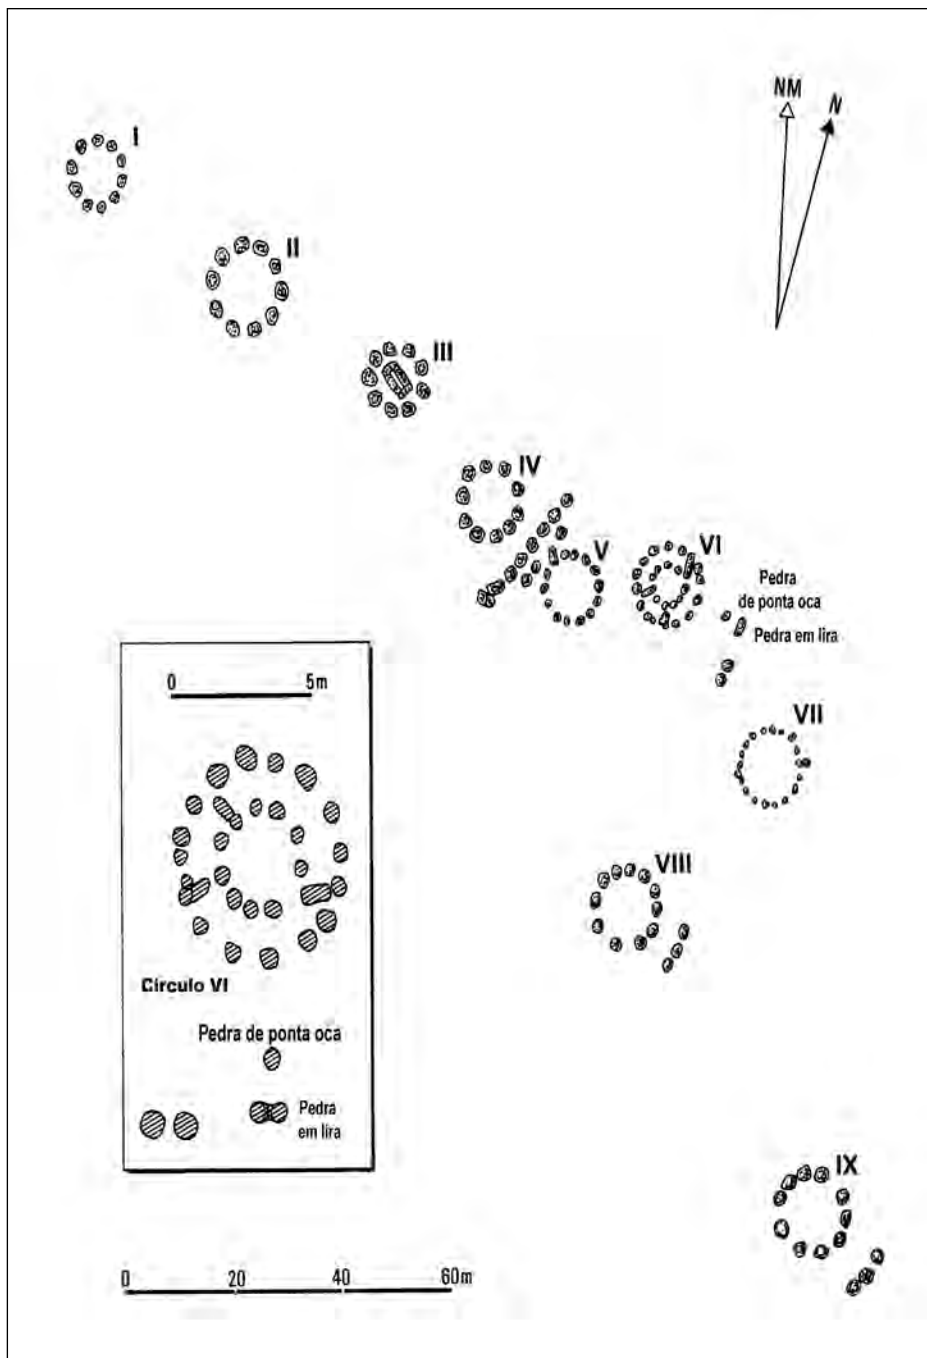 NM
N
I
II
III
IV
V
VI
Pedra
de ponta oca
Pedra em lira
VII
VIII
0 5m
Círculo VI
Pedra de ponta oca
Pedra
em lira
IX
0 20 40 60m